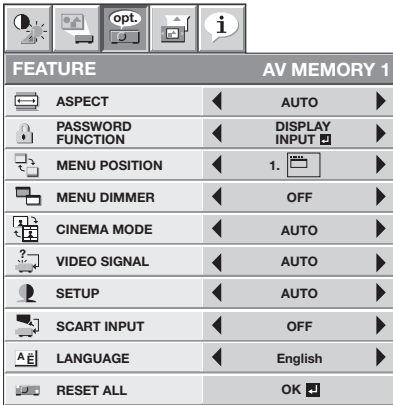 opt.
i
FEATURE AV MEMORY 1
ASPECT AUTO
PASSWORD
FUNCTION
DISPLAY
INPUT
MENU POSITION 1.
MENU DIMMER OFF
CINEMA MODE AUTO
VIDEO SIGNAL AUTO
SETUP AUTO
SCART INPUT OFF
AË LANGUAGE English
RESET ALL OK